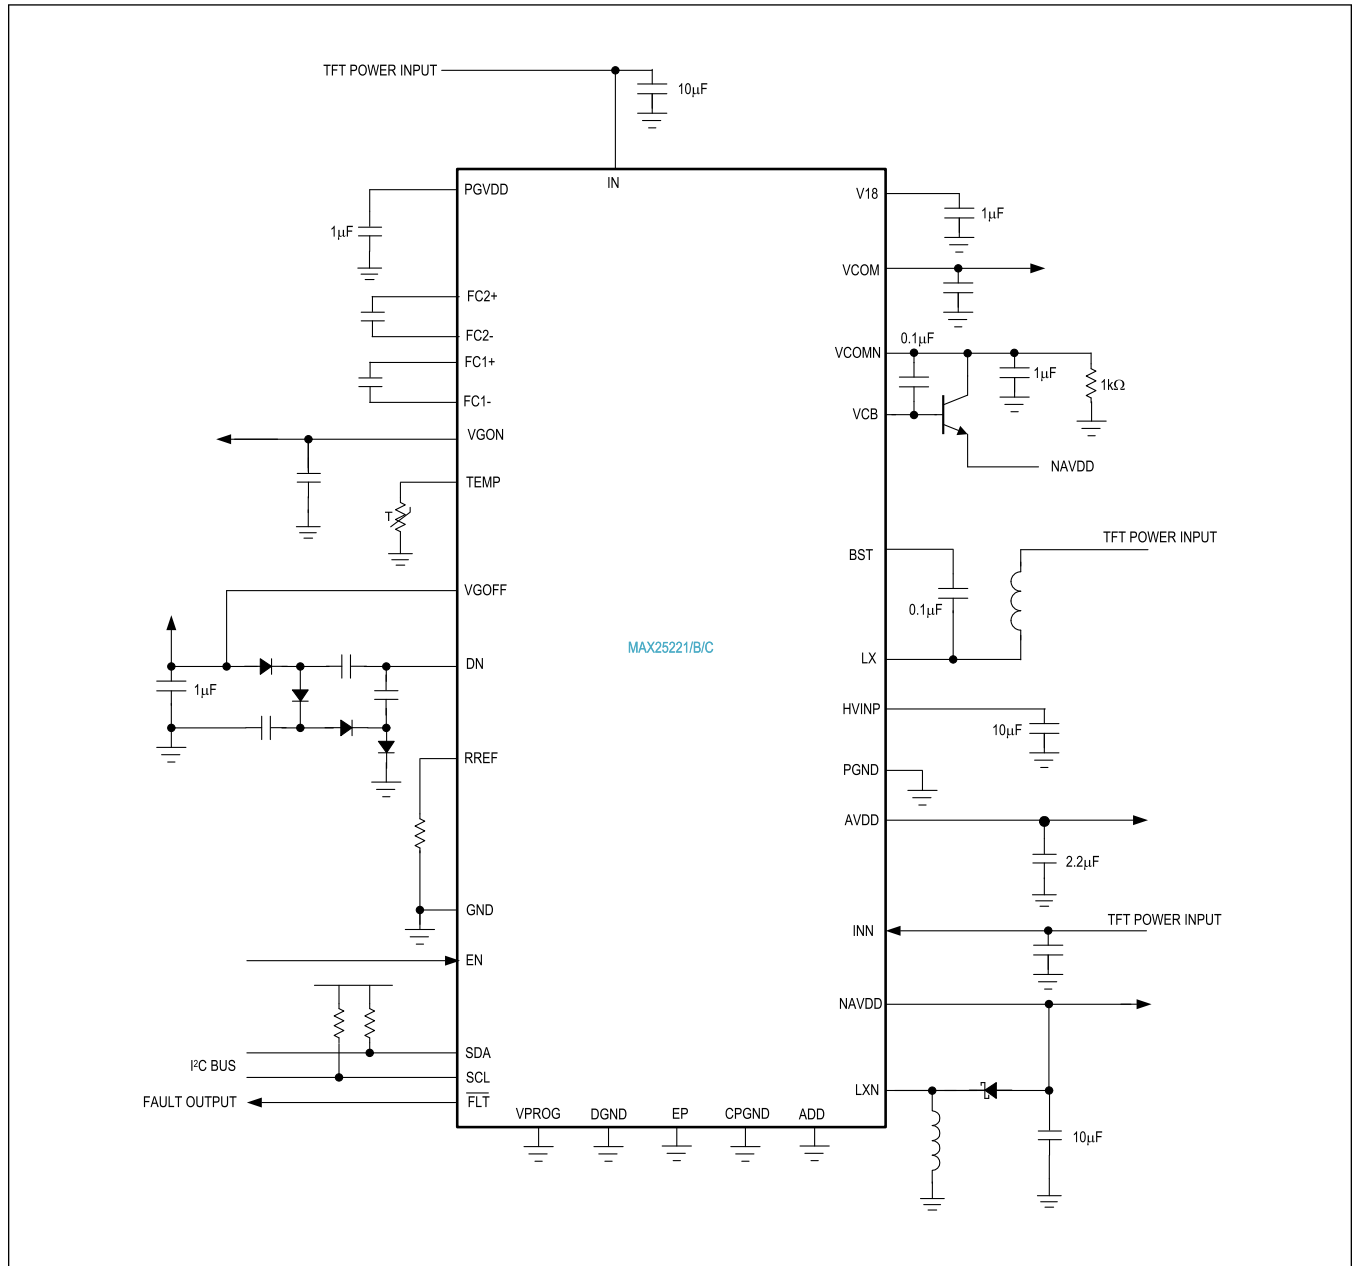 TFT POWER INPUT
10µF
IN
PGVDD
1µF
FC2+
FC2-
FC1+
FC1-
VGON
TEMP
T
VGOFF
DN
1µF
RREF
GND
EN
SDA
I²C BUS
SCL
FAULT OUTPUT
FLT
MAX25221/B/C
V18
1µF
VCOM
0.1µF
VCOMN
1µF
1kΩ
VCB
NAVDD
TFT POWER INPUT
BST
0.1µF
LX
HVINP
10µF
PGND
AVDD
2.2µF
TFT POWER INPUT
INN
NAVDD
LXN
10µF
VPROG
DGND
EP
CPGND
ADD